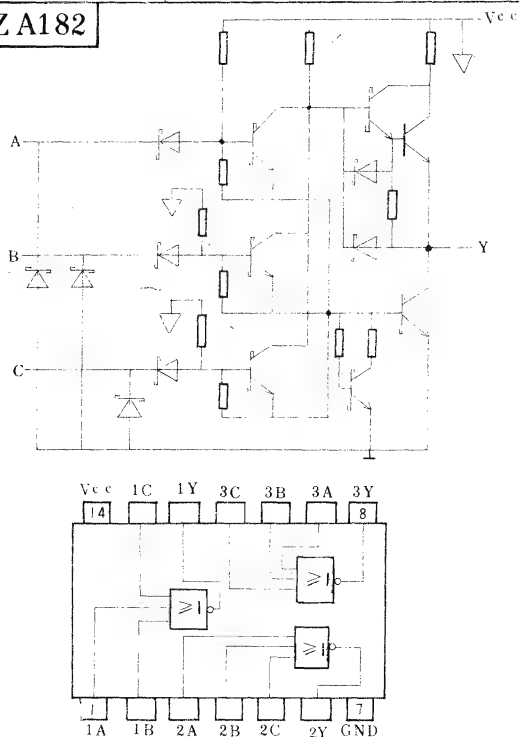 A182
Vcc
A
B
Y
C
Vcc 1C 1Y 3C 3B 3A 3Y
14 8
≥1
≥1
≥1
1 7
1A 1B 2A 2B 2C 2Y GND